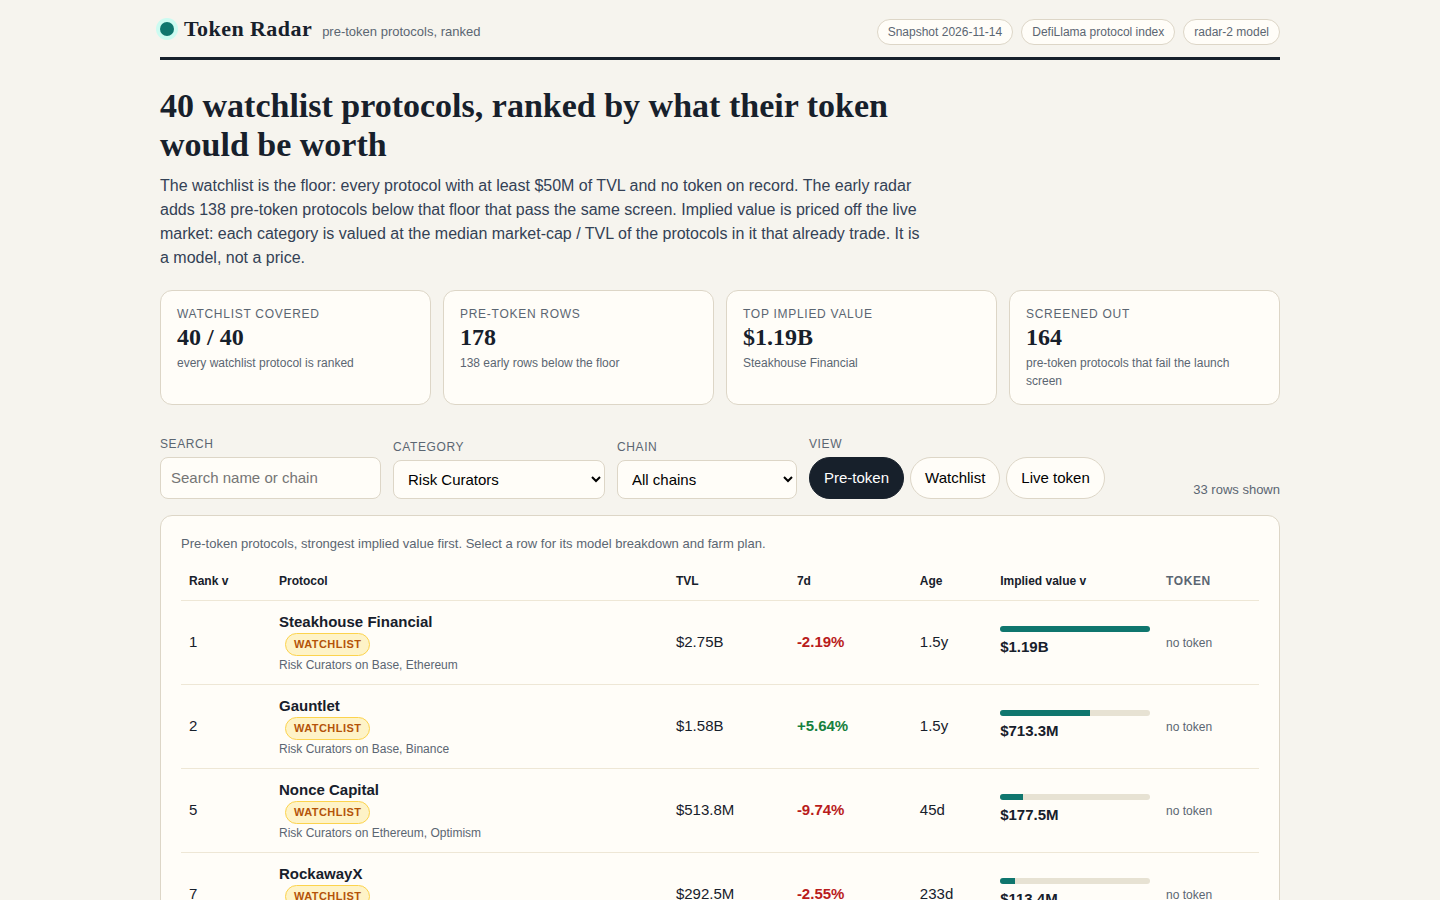 Token Radar pre-token protocols, ranked
Snapshot 2026-11-14
DefiLlama protocol index
radar-2 model
40 watchlist protocols, ranked by what their token
would be worth
The watchlist is the floor: every protocol with at least $50M of TVL and no token on record. The early radar
adds 138 pre-token protocols below that floor that pass the same screen. Implied value is priced off the live
market: each category is valued at the median market-cap / TVL of the protocols in it that already trade. It is
a model, not a price.
WATCHLIST COVERED
40 / 40
every watchlist protocol is ranked
PRE-TOKEN ROWS
178
138 early rows below the floor
TOP IMPLIED VALUE
$1.19B
Steakhouse Financial
SCREENED OUT
164
pre-token protocols that fail the launch
screen
SEARCH
Search name or chain
CATEGORY
Risk Curators
CHAIN
All chains
VIEW
Pre-token
Watchlist
Live token
33 rows shown
Pre-token protocols, strongest implied value first. Select a row for its model breakdown and farm plan.
Rank v Protocol TVL 7d Age Implied value v TOKEN
Steakhouse Financial
1 WATCHLIST $2.75B -2.19% 1.5y $1.19B no token
Risk Curators on Base, Ethereum
Gauntlet
2 WATCHLIST $1.58B +5.64% 1.5y $713.3M no token
Risk Curators on Base, Binance
Nonce Capital
5 WATCHLIST $513.8M -9.74% 45d $177.5M no token
Risk Curators on Ethereum, Optimism
RockawayX
7 WATCHLIST $292.5M -2.55% 233d $113.4M no token